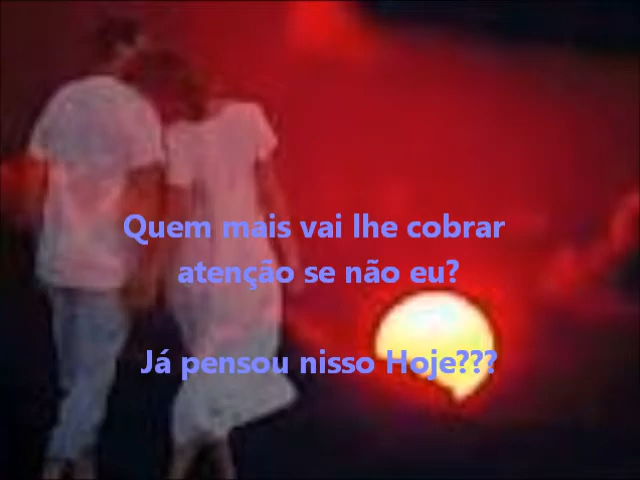 Quem mais vai lhe cobrar
atenção se não eu?
Já pensou nisso Hoje???